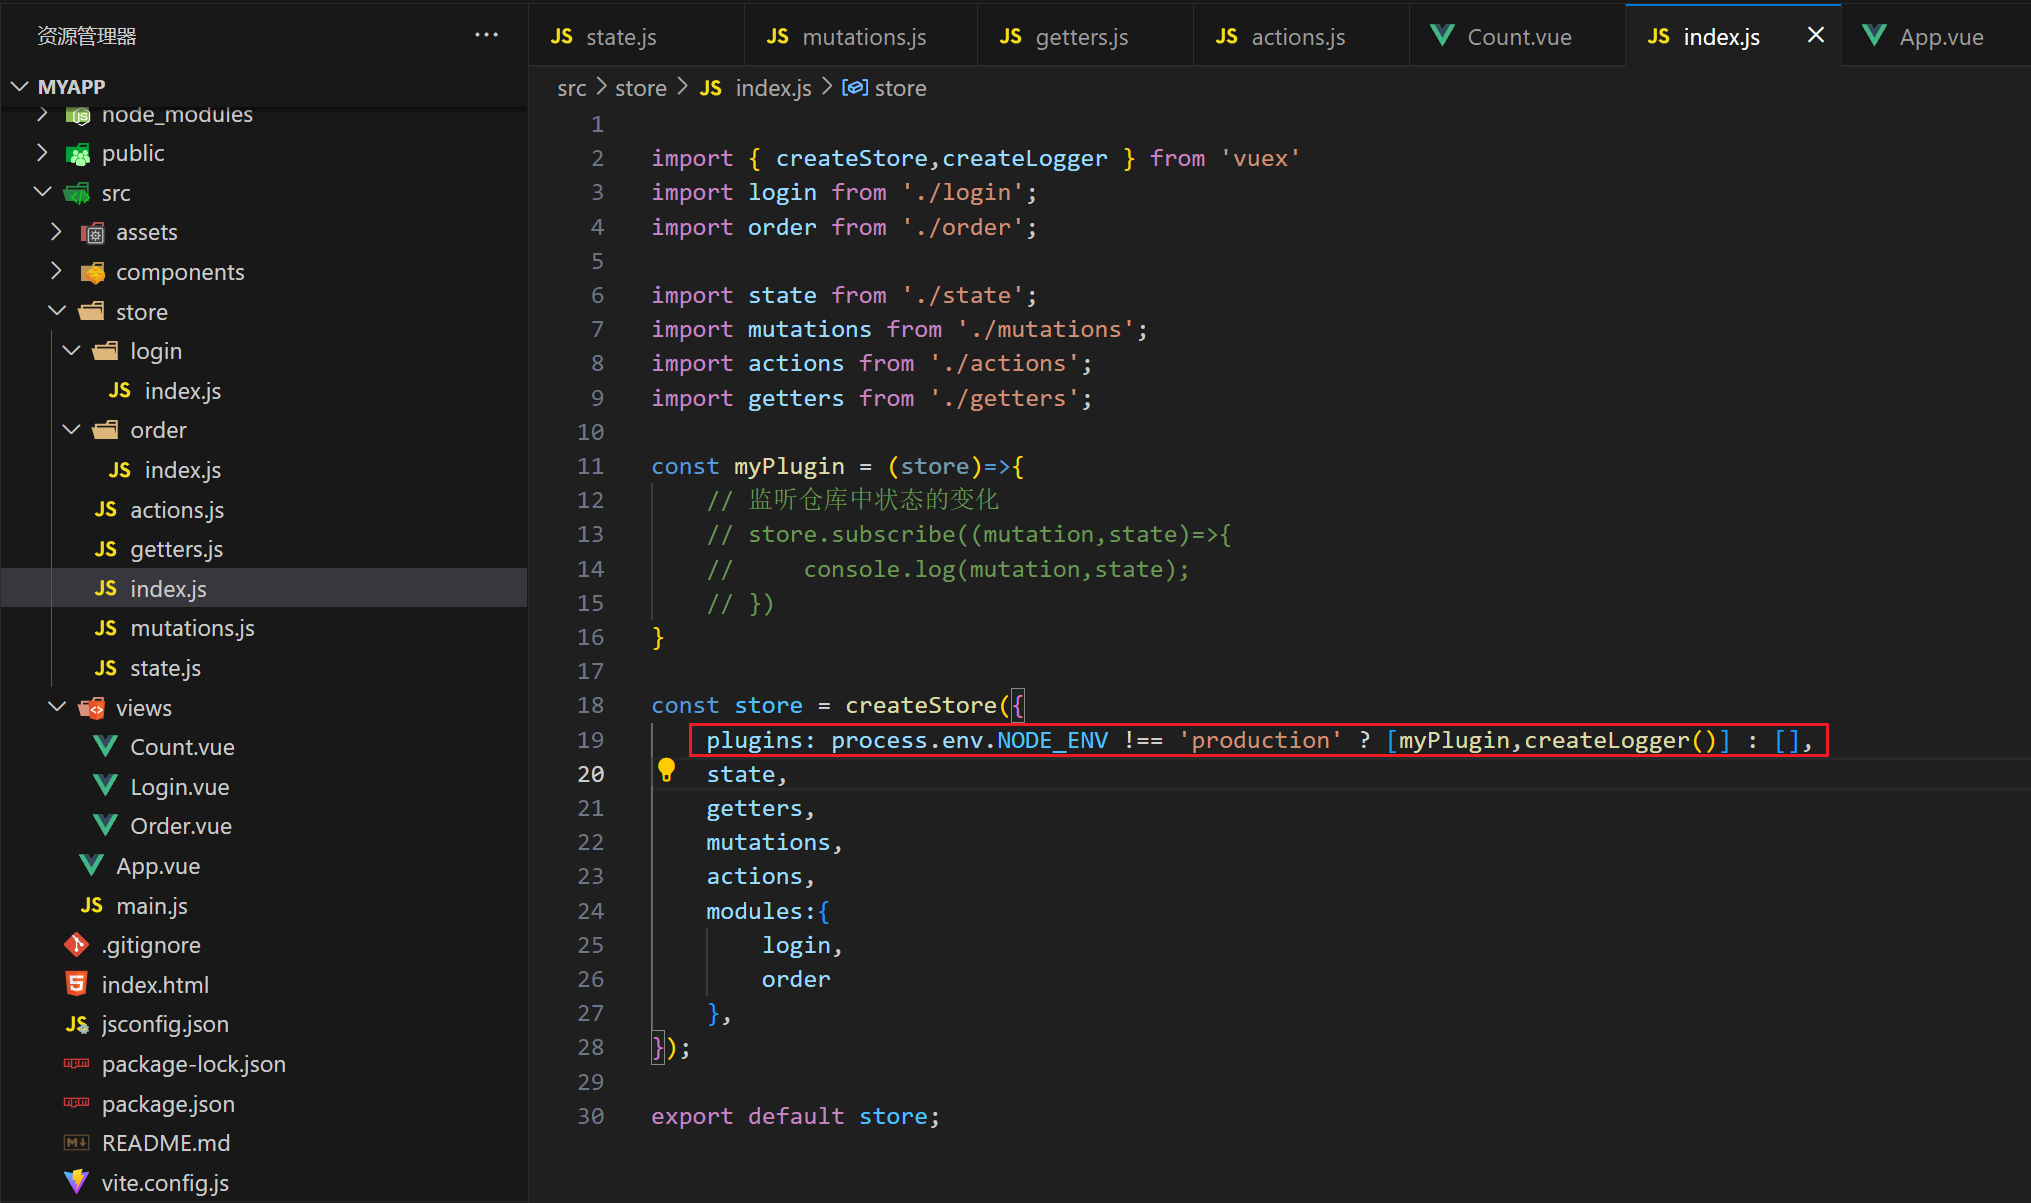 资源管理器
MYAPP
node_modules
public
src
assets
components
store
login
JS index.js
order
JS index.js
JS actions.js
JS getters.js
JS index.js
JS mutations.js
JS state.js
views
Count.vue
Login.vue
Order.vue
App.vue
JS main.js
.gitignore
index.html
JS jsconfig.json
package-lock.json
package.json
README.md
vite.config.js
JS state.js JS mutations.js JS getters.js JS actions.js Count.vue JS index.js App.vue
src > store > JS index.js > store
1
2 import { createStore,createLogger } from 'vuex'
3 import login from './login';
4 import order from './order';
5
6 import state from './state';
7 import mutations from './mutations';
8 import actions from './actions';
9 import getters from './getters';
10
11 const myPlugin = (store)=>{
12 // 监听仓库中状态的变化
13 // store.subscribe((mutation,state)=>{
14 //     console.log(mutation,state);
15 // })
16 }
17
18 const store = createStore({
19 plugins: process.env.NODE_ENV !== 'production' ? [myPlugin,createLogger()] : [],
20 state,
21 getters,
22 mutations,
23 actions,
24 modules:{
25 login,
26 order
27 },
28 });
29
30 export default store;